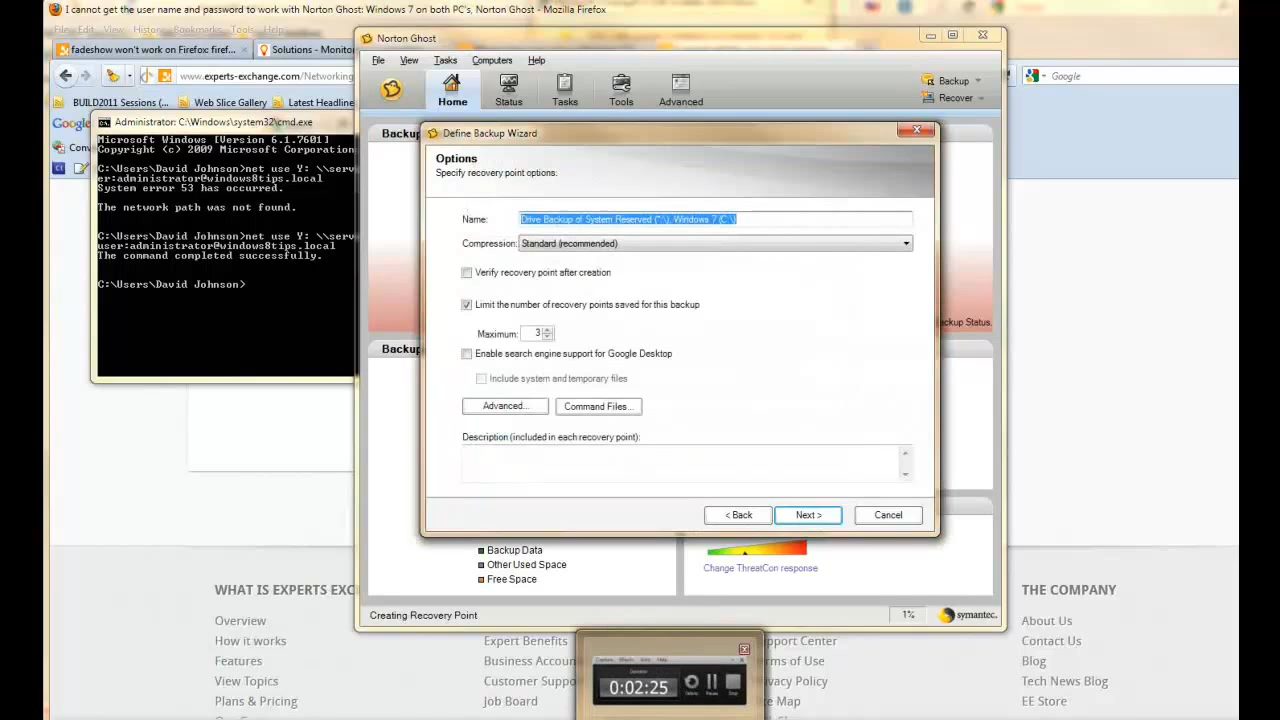 I cannot get the user name and password to work with Norton Ghost: Windows 7 on both PC's, Norton Ghost - Mozilla Firefox
File Edit View History Bookmarks Tools Help
fadeshow won't work on Firefox: firef... Solutions - Monitor
www.experts-exchange.com/Networking
Google
BUILD2011 Sessions (... Web Slice Gallery Latest Headline
Google
Conv
Administrator: C:\Windows\system32\cmd.exe
Microsoft Windows [Version 6.1.7601]
Copyright (c) 2009 Microsoft Corporation
C:\Users\David Johnson>net use Y: \\serv
er:administrator@windows8tips.local
System error 53 has occurred.
The network path was not found.
C:\Users\David Johnson>net use Y: \\serv
user:administrator@windows8tips.local
The command completed successfully.
C:\Users\David Johnson>
Norton Ghost
File View Tasks Computers Help
Home Status Tasks Tools Advanced
Backup
Recover
Backup
Backup
ackup Status.
Define Backup Wizard
Options
Specify recovery point options.
Name: Drive Backup of System Reserved (*:\), Windows 7 (C:\)
Compression: Standard (recommended)
Verify recovery point after creation
Limit the number of recovery points saved for this backup
Maximum: 3
Enable search engine support for Google Desktop
Include system and temporary files
Advanced... Command Files...
Description (included in each recovery point):
< Back Next > Cancel
Backup Data
Other Used Space
Free Space
Change ThreatCon response
Creating Recovery Point 1% symantec.
WHAT IS EXPERTS EXC
Overview
How it works
Features
View Topics
Plans & Pricing
Expert Benefits
Business Accoun
Customer Suppo
Job Board
upport Center
rms of Use
ivacy Policy
e Map
THE COMPANY
About Us
Contact Us
Blog
Tech News Blog
EE Store
0:02:25